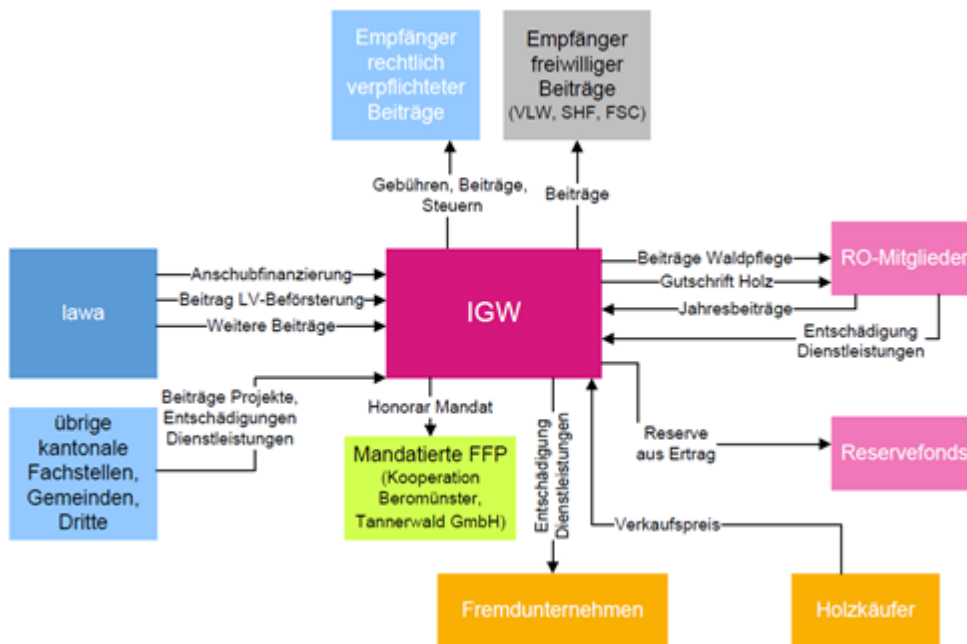 Empfänger
rechtlich
verpflichteter
Beiträge
Empfänger
freiwilliger
Beiträge
(VLW, SHF, FSC)
Gebühren, Beiträge,
Steuern
Beiträge
lawa
Anschubfinanzierung
Beitrag LV-Beförsterung
Weitere Beiträge
IGW
Beiträge Waldpflege
Gutschrift Holz
Jahresbeiträge
Entschädigung
Dienstleistungen
RO-Mitglieder
übrige
kantonale
Fachstellen,
Gemeinden,
Dritte
Beiträge Projekte,
Entschädigungen
Dienstleistungen
Honorar Mandat
Mandatierte FFP
(Kooperation
Beromünster,
Tannerwald GmbH)
Entschädigung
Dienstleistungen
Reserve
aus Ertrag
Reservefonds
Verkaufspreis
Fremdunternehmen
Holzkäufer